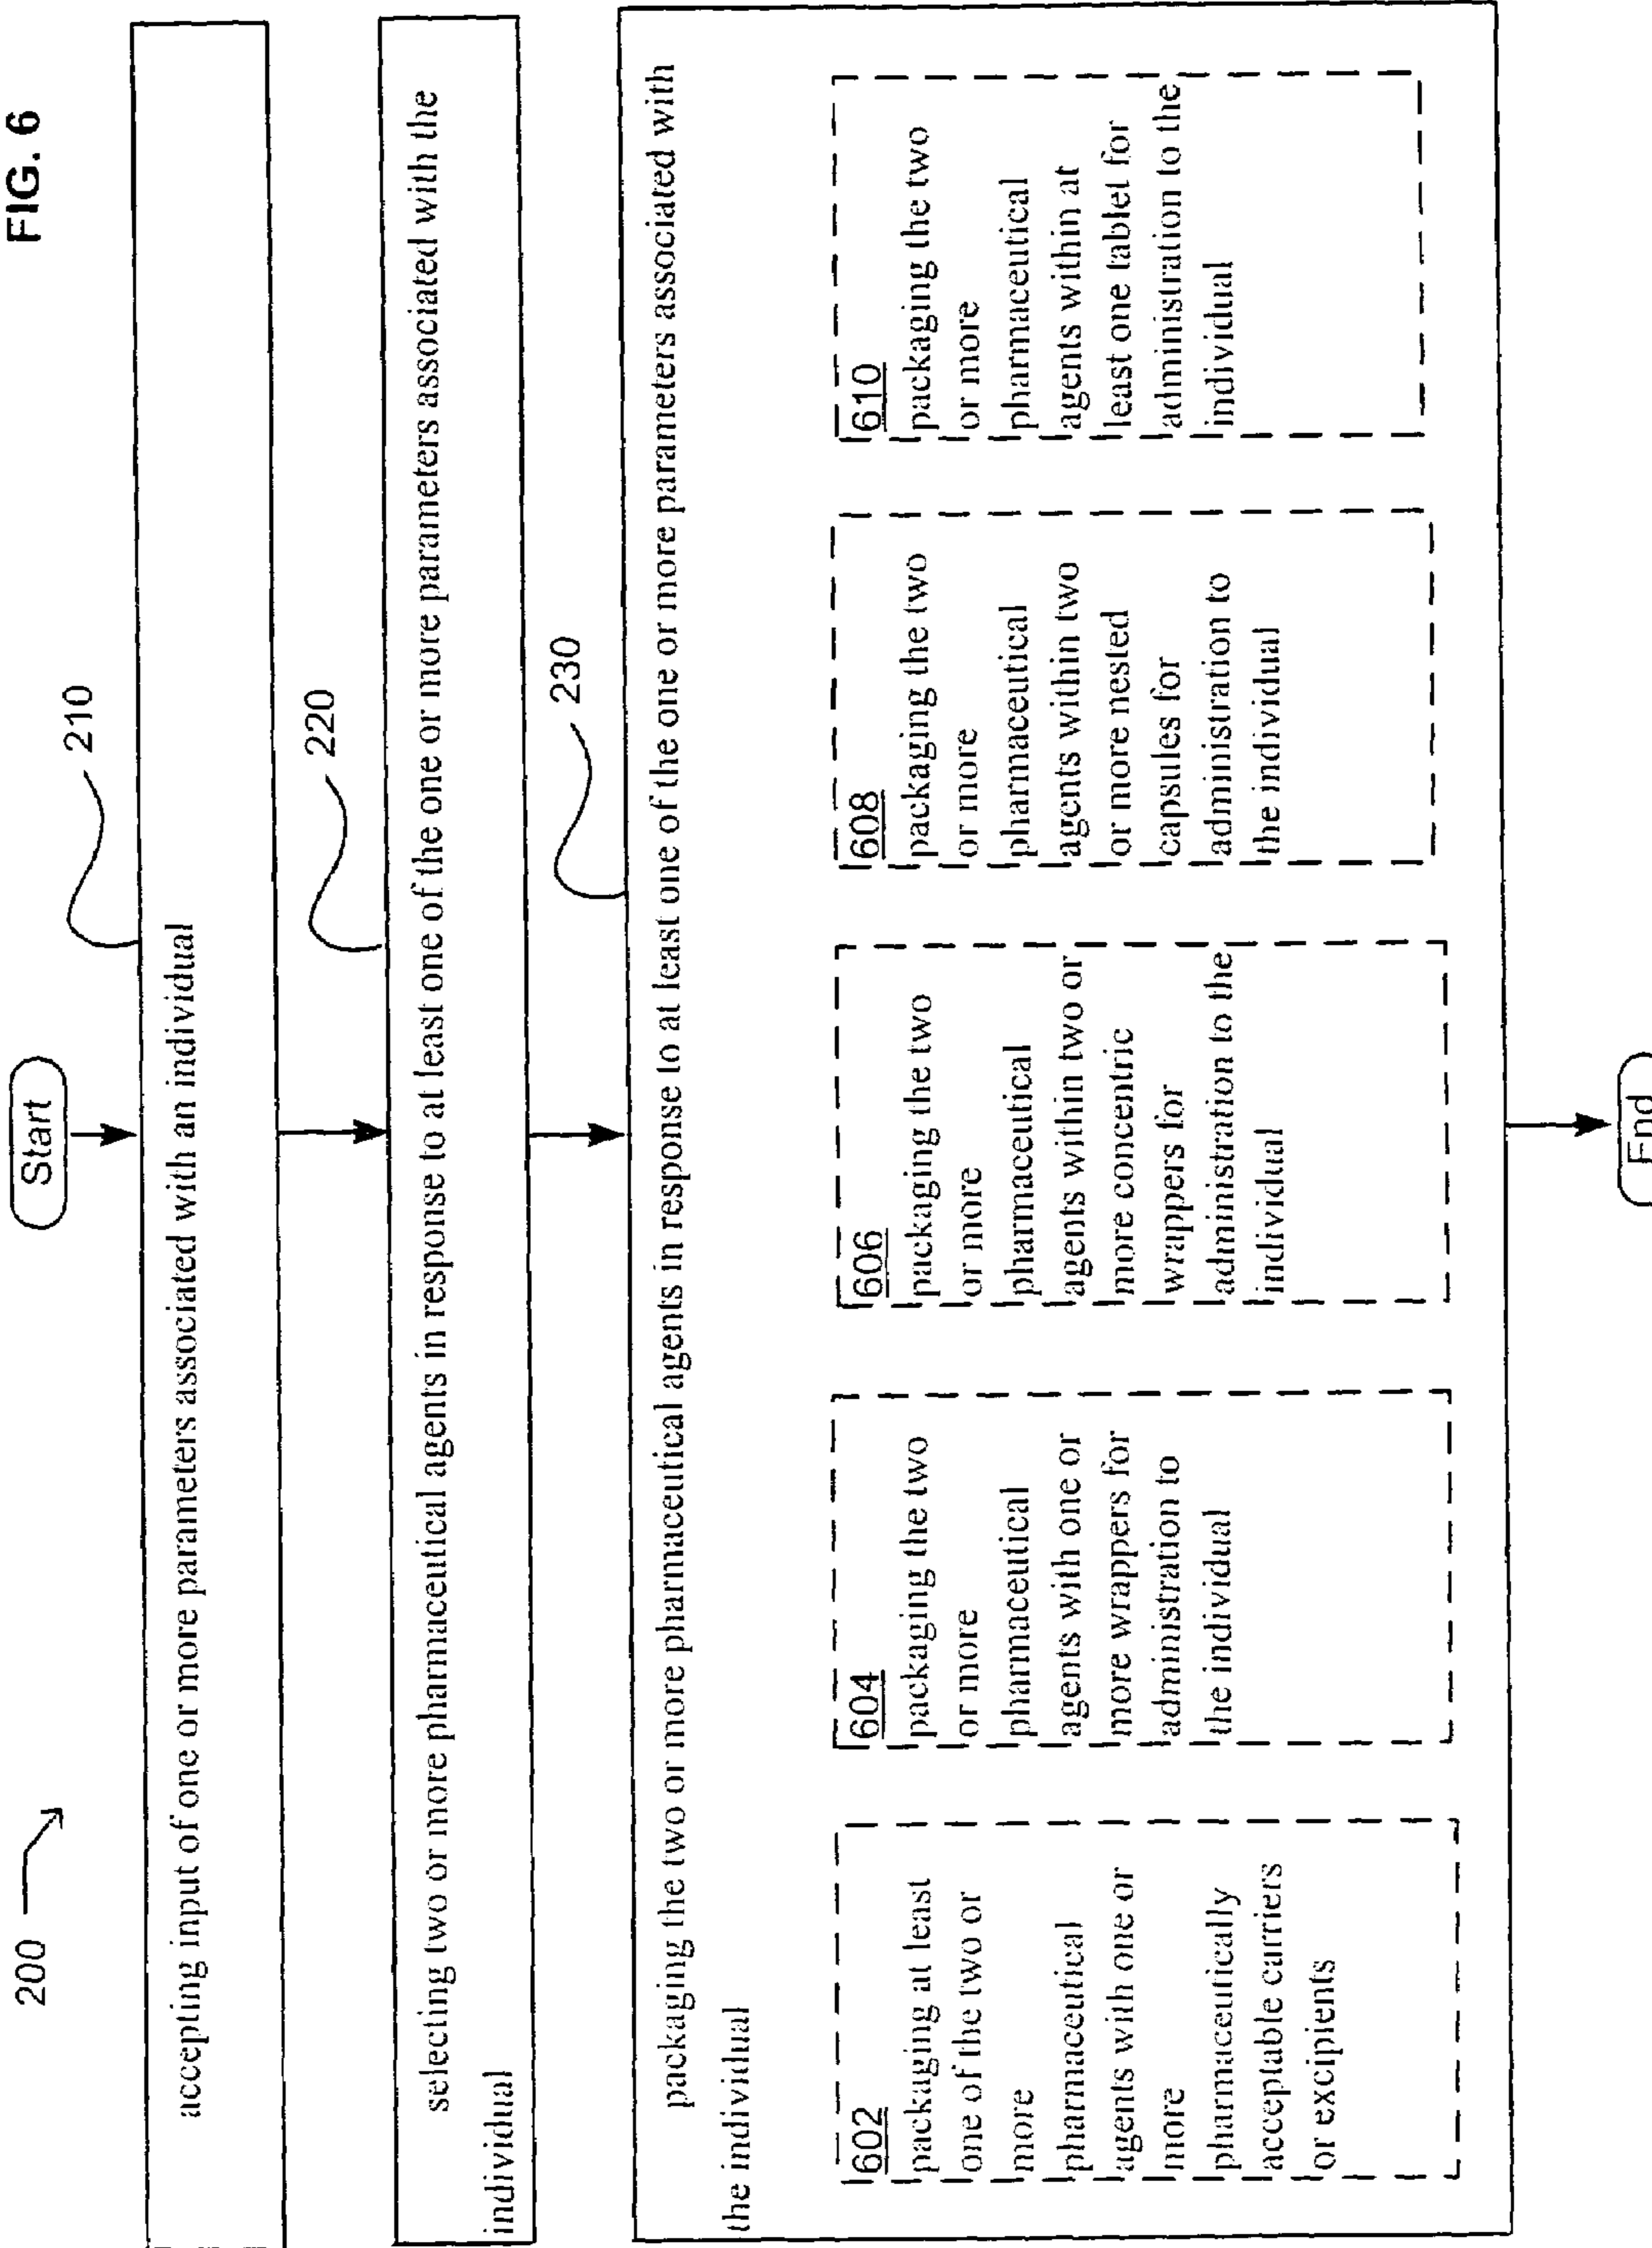 FIG. 6
200
Start
210
accepting input of one or more parameters associated with an individual
220
selecting two or more pharmaceutical agents in response to at least one of the one or more parameters associated with the
individual
230
packaging the two or more pharmaceutical agents in response to at least one of the one or more parameters associated with
the individual
602
packaging at least
one of the two or
more
pharmaceutical
agents with one or
more
pharmaceutically
acceptable carriers
or excipients
604
packaging the two
or more
pharmaceutical
agents with one or
more wrappers for
administration to
the individual
606
packaging the two
or more
pharmaceutical
agents within two or
more concentric
wrappers for
administration to the
individual
608
packaging the two
or more
pharmaceutical
agents within two
or more nested
capsules for
administration to
the individual
610
packaging the two
or more
pharmaceutical
agents within at
least one tablet for
administration to the
individual
End